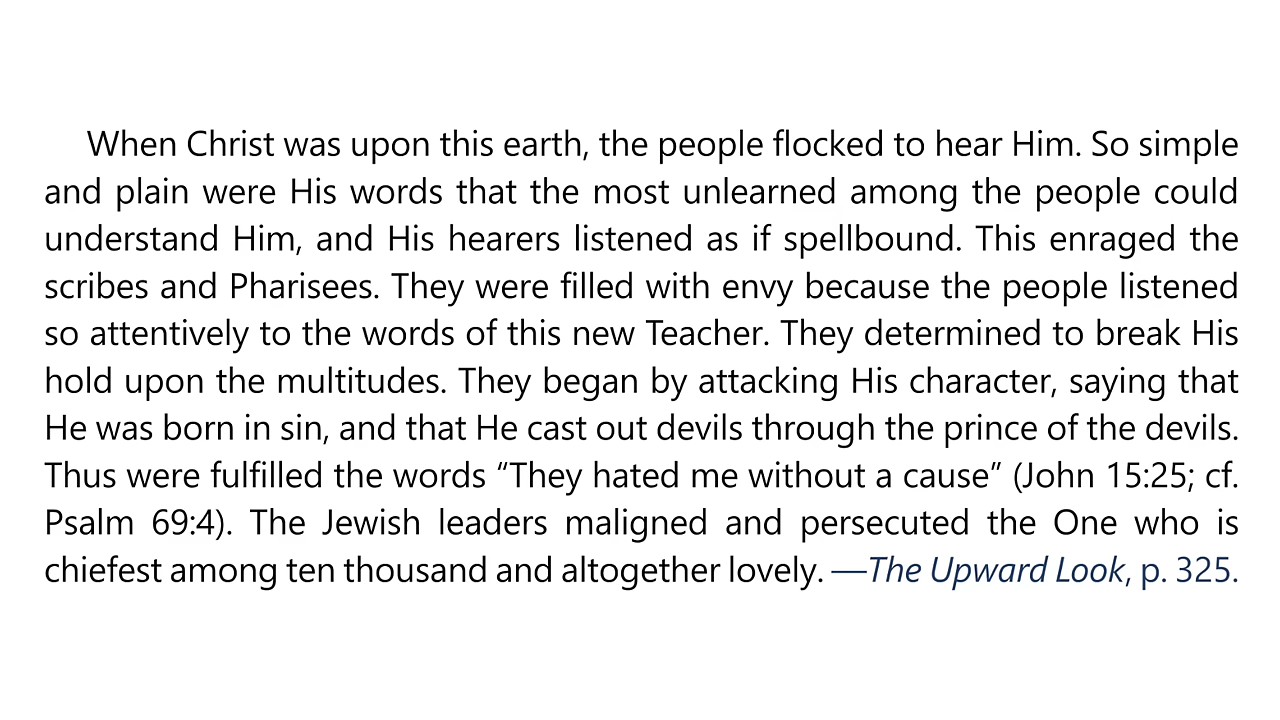 When Christ was upon this earth, the people flocked to hear Him. So simple
and plain were His words that the most unlearned among the people could
understand Him, and His hearers listened as if spellbound. This enraged the
scribes and Pharisees. They were filled with envy because the people listened
so attentively to the words of this new Teacher. They determined to break His
hold upon the multitudes. They began by attacking His character, saying that
He was born in sin, and that He cast out devils through the prince of the devils.
Thus were fulfilled the words “They hated me without a cause” (John 15:25; cf.
Psalm 69:4). The Jewish leaders maligned and persecuted the One who is
chiefest among ten thousand and altogether lovely. —The Upward Look, p. 325.